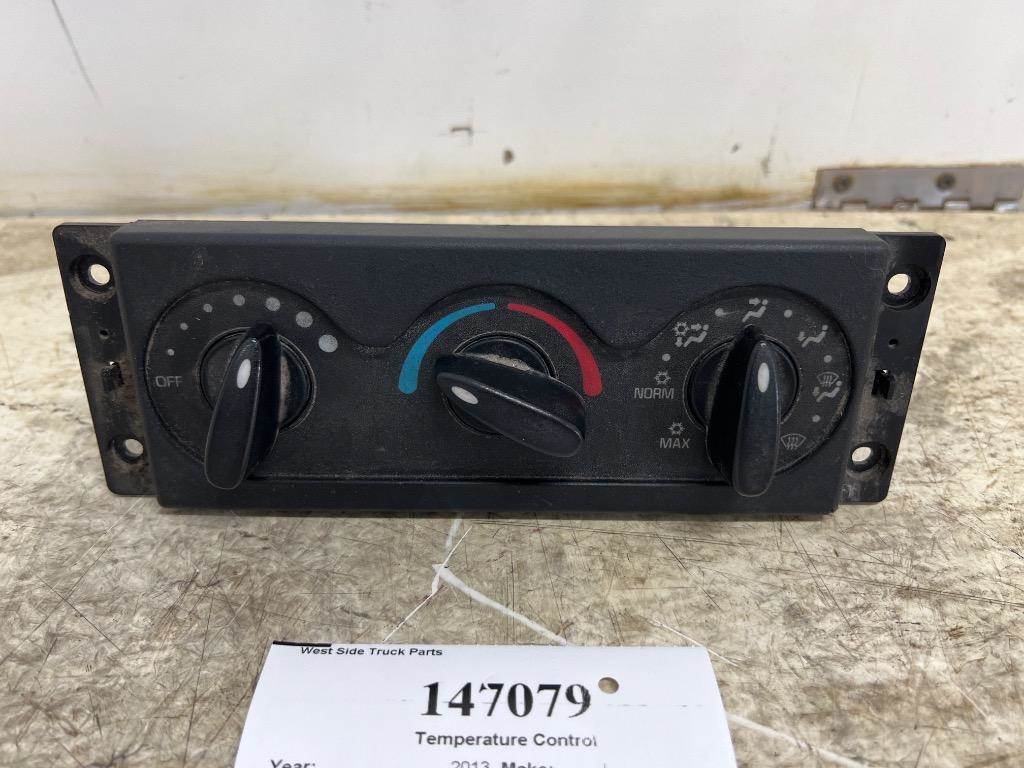 OFF
NORM
MAX
West Side Truck Parts
147079
Temperature Control
Year: 2013 Make: